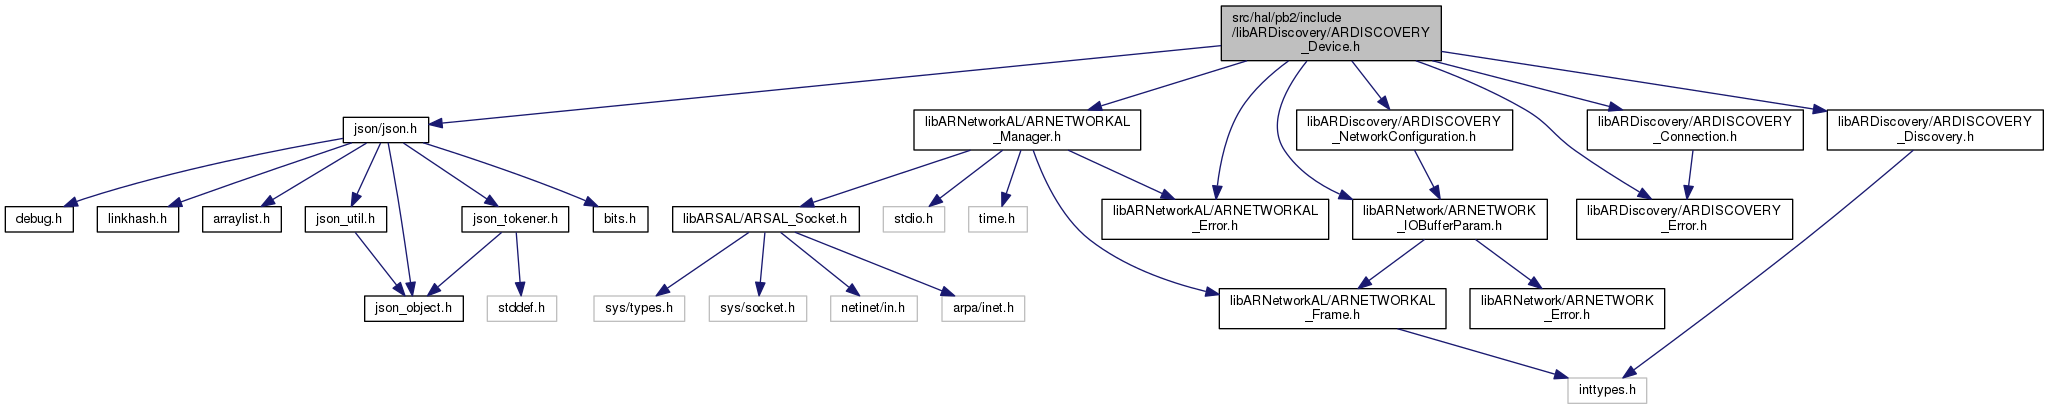 src/hal/pb2/include
/libARDiscovery/ARDISCOVERY
_Device.h
json/json.h
libARNetworkAL/ARNETWORKAL
_Manager.h
libARDiscovery/ARDISCOVERY
_NetworkConfiguration.h
libARDiscovery/ARDISCOVERY
_Connection.h
libARDiscovery/ARDISCOVERY
_Discovery.h
debug.h
linkhash.h
arraylist.h
json_util.h
json_tokener.h
bits.h
libARSAL/ARSAL_Socket.h
stdio.h
time.h
libARNetworkAL/ARNETWORKAL
_Error.h
libARNetwork/ARNETWORK
_IOBufferParam.h
libARDiscovery/ARDISCOVERY
_Error.h
json_object.h
stddef.h
sys/types.h
sys/socket.h
netinet/in.h
arpa/inet.h
libARNetworkAL/ARNETWORKAL
_Frame.h
libARNetwork/ARNETWORK
_Error.h
inttypes.h